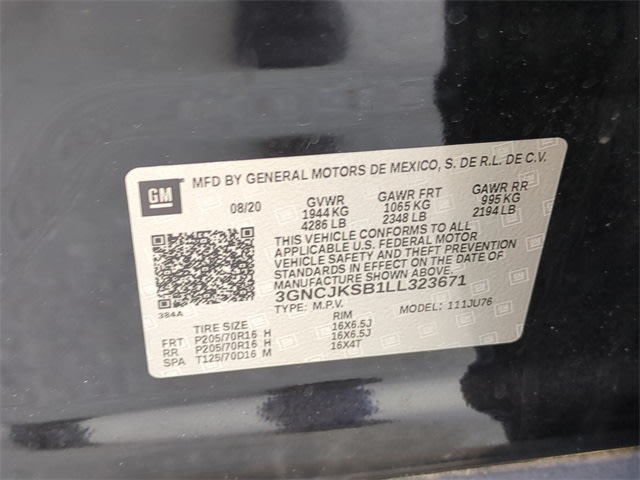 GM
MFD BY GENERAL MOTORS DE MEXICO, S. DE R.L. DE C.V.
08/20 GVWR GAWR FRT GAWR RR
1944 KG 1065 KG 995 KG
4286 LB 2348 LB 2194 LB
THIS VEHICLE CONFORMS TO ALL
APPLICABLE U.S. FEDERAL MOTOR
VEHICLE SAFETY AND THEFT PREVENTION
STANDARDS IN EFFECT ON THE DATE OF
MANUFACTURE SHOWN ABOVE.
3GNCJKSB1LL323671
TYPE: M.P.V. MODEL: 111JU76
384A
TIRE SIZE RIM
FRT P205/70R16 H 16X6.5J
RR P205/70R16 H 16X6.5J
SPA T125/70D16 M 16X4T